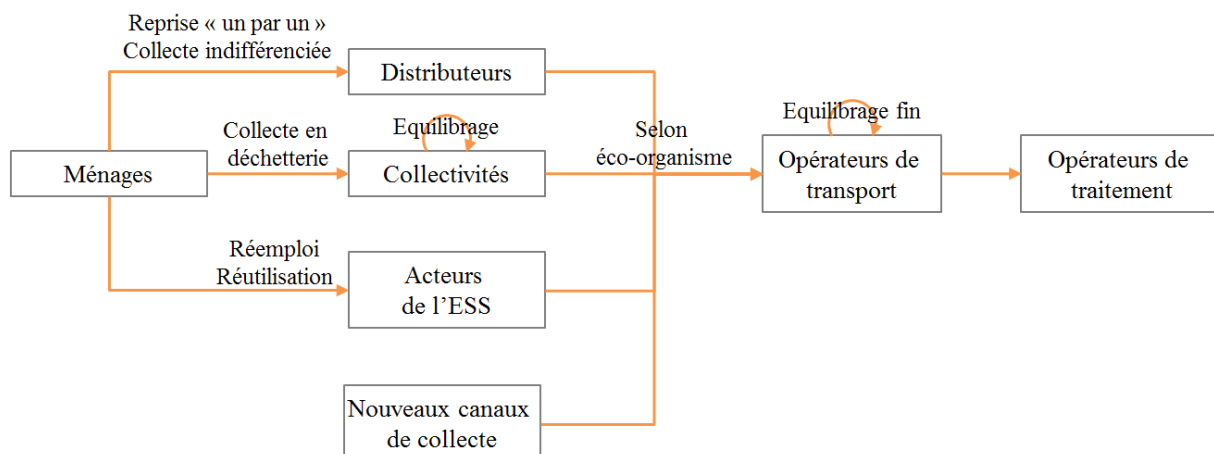 Reprise « un par un »
Collecte indifférenciée
Distributeurs
Collecte en
déchetterie
Equilibrage
Selon
éco-organisme
Equilibrage fin
Ménages
Collectivités
Opérateurs de
transport
Opérateurs de
traitement
Réemploi
Réutilisation
Acteurs
de l’ESS
Nouveaux canaux
de collecte